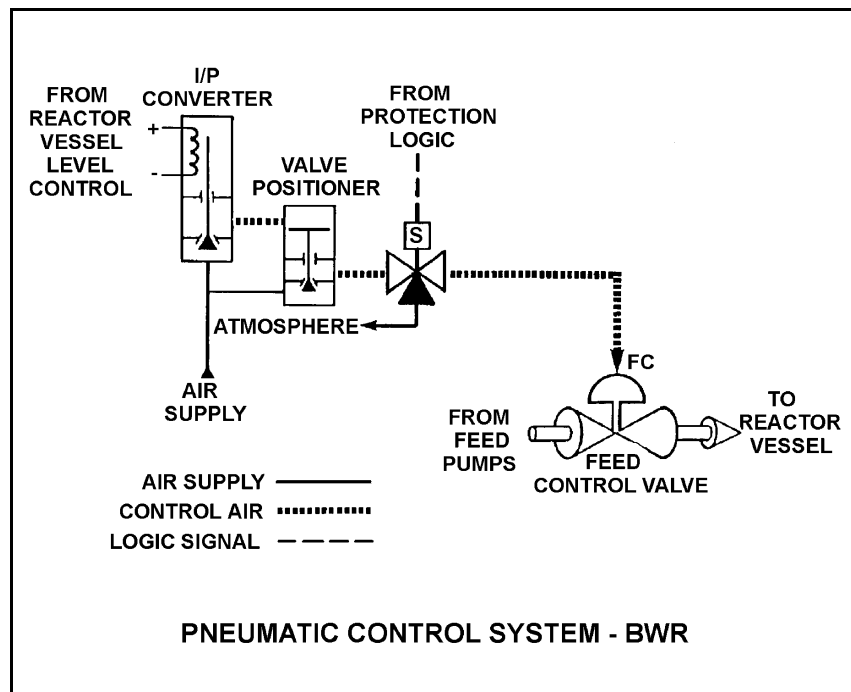 I/P
CONVERTER
FROM
REACTOR
VESSEL
LEVEL
CONTROL
+
-
VALVE
POSITIONER
FROM
PROTECTION
LOGIC
S
ATMOSPHERE
AIR
SUPPLY
FC
FROM
FEED
PUMPS
FEED
CONTROL VALVE
TO
REACTOR
VESSEL
AIR SUPPLY
CONTROL AIR
LOGIC SIGNAL
PNEUMATIC CONTROL SYSTEM - BWR